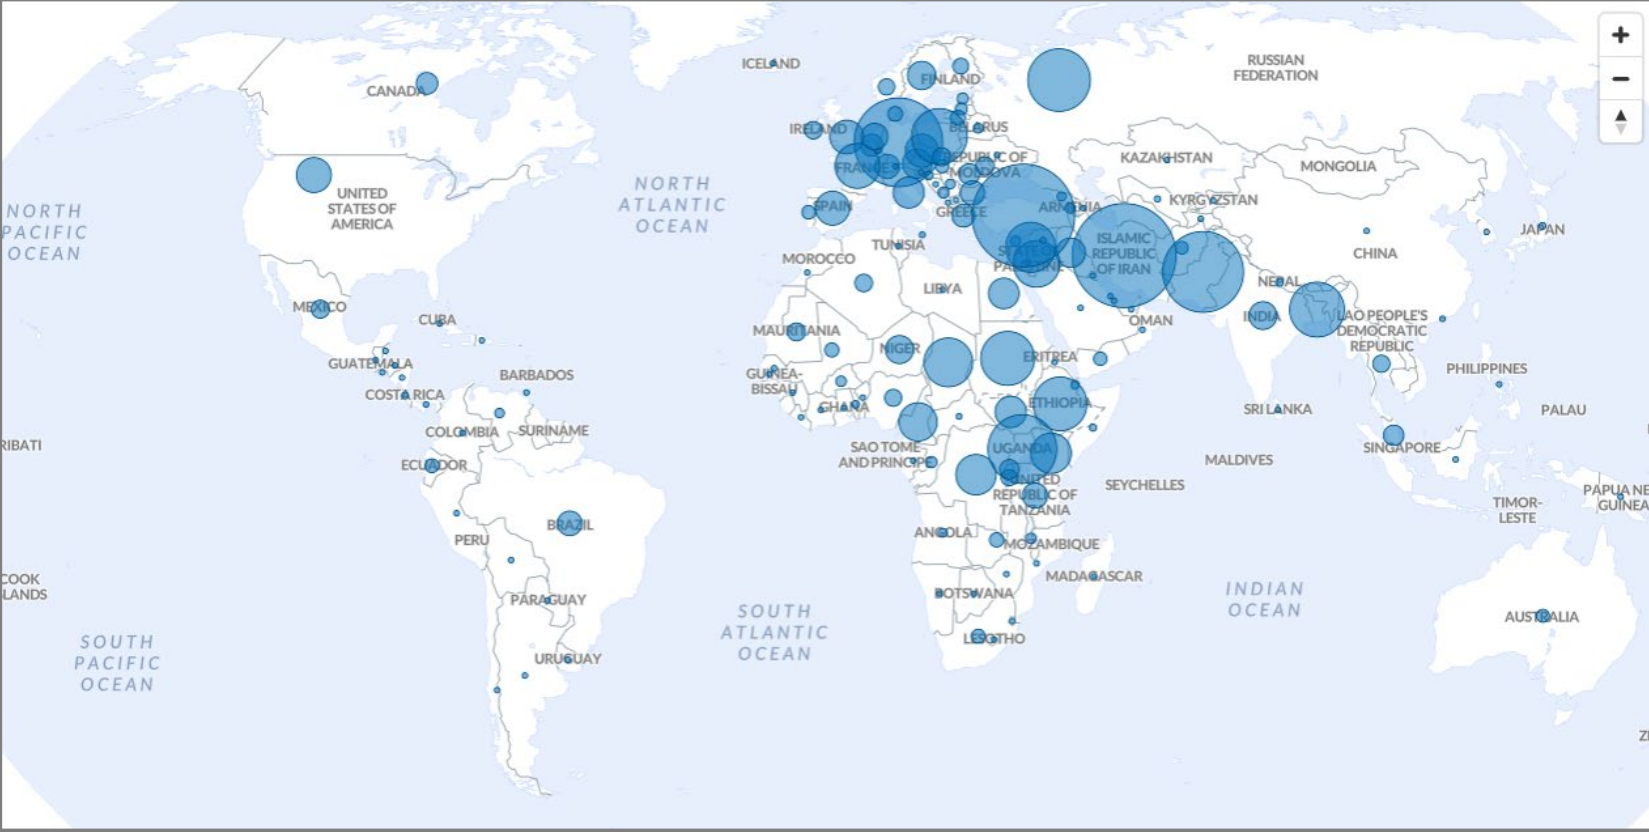 ICELAND
RUSSIAN
FEDERATION
CANADA
FINLAND
IRELAND
BELARUS
REPUBLIC OF
MOLDOVA
FRANCE
KAZAKHSTAN
MONGOLIA
NORTH
ATLANTIC
OCEAN
UNITED
STATES OF
AMERICA
NORTH
PACIFIC
OCEAN
SPAIN
GREECE
ARMENIA
KYRGYZSTAN
JAPAN
TUNISIA
MOROCCO
STATE OF
PALESTINE
ISLAMIC
REPUBLIC
OF IRAN
CHINA
LIBYA
NEPAL
MEXICO
CUBA
MAURITANIA
OMAN
INDIA
LAO PEOPLE'S
DEMOCRATIC
REPUBLIC
GUATEMALA
BARBADOS
NIGER
ERITREA
GUINEA-
BISSAU
PHILIPPINES
COSTA RICA
GHANA
ETHIOPIA
SRI LANKA
PALAU
COLOMBIA
SURINAME
RIBATI
SAO TOME
AND PRINCIPE
UGANDA
SINGAPORE
ECUADOR
MALDIVES
UNITED
REPUBLIC OF
TANZANIA
SEYCHELLES
PAPUA NE
GUINEA
TIMOR-
LESTE
BRAZIL
PERU
ANGOLA
MOZAMBIQUE
COOK
LANDS
MADAGASCAR
PARAGUAY
BOTSWANA
INDIAN
OCEAN
SOUTH
ATLANTIC
OCEAN
AUSTRALIA
SOUTH
PACIFIC
OCEAN
LESOTHO
URUGUAY